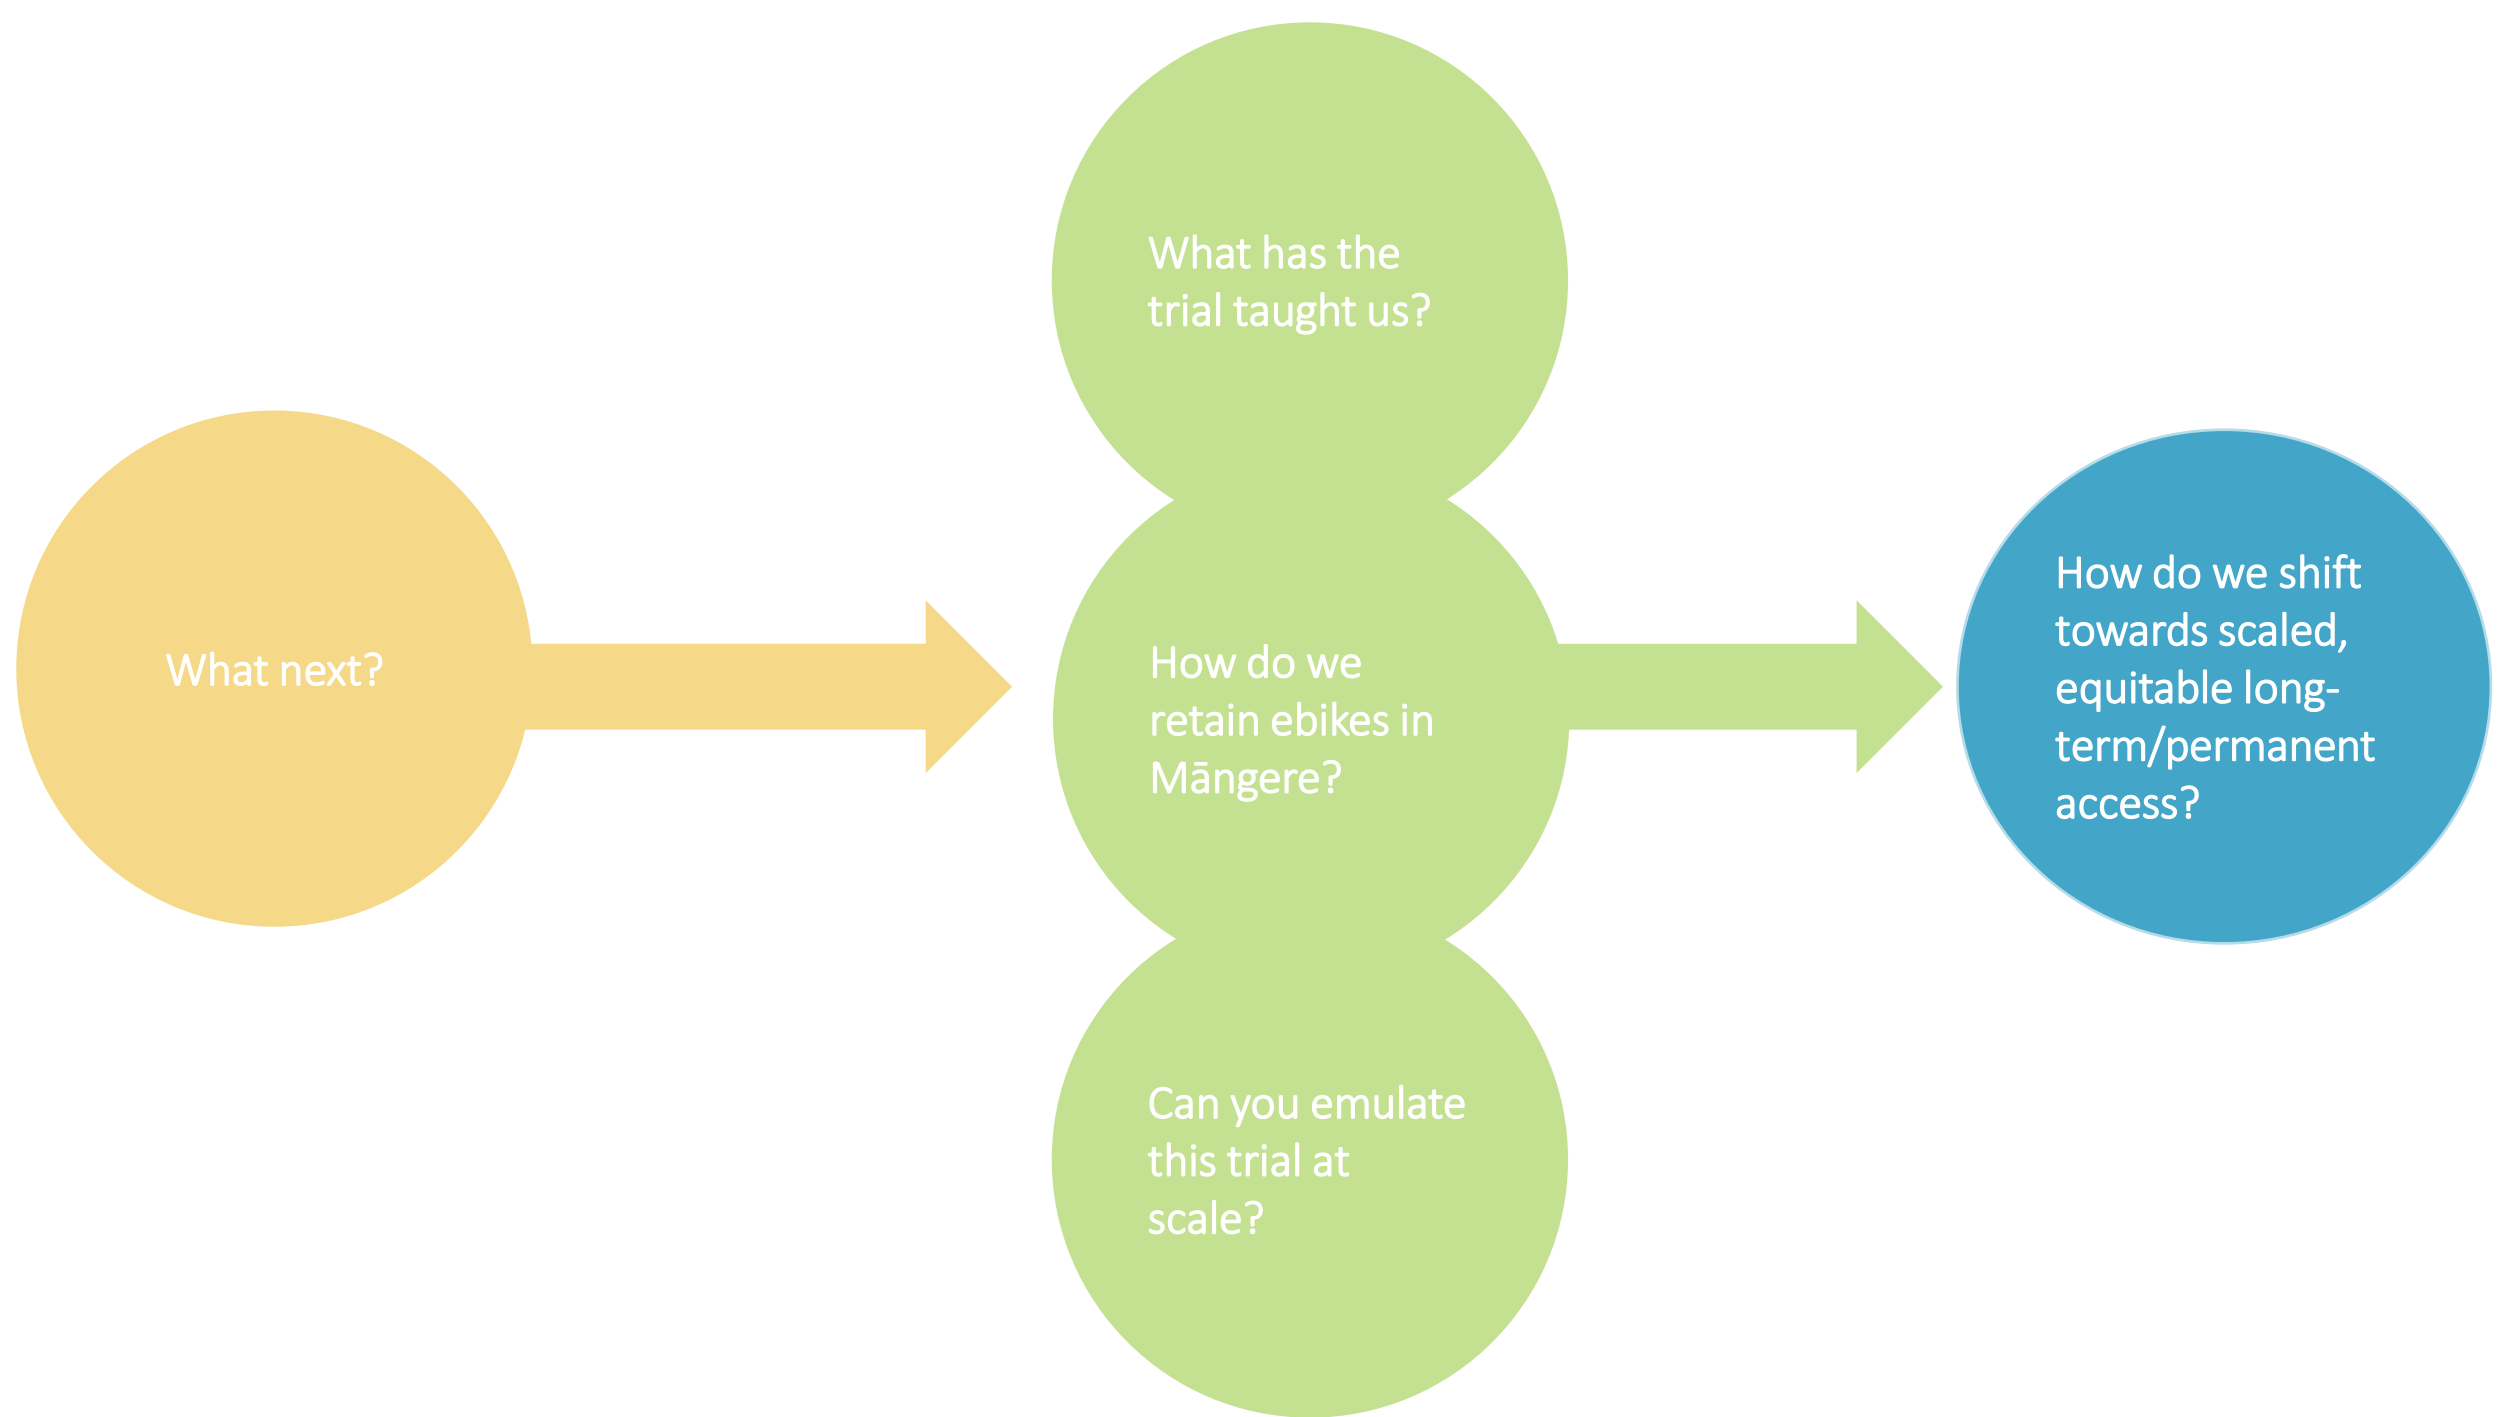 What next?
What has the
trial taught us?
How do we
retain ebikes in
Māngere?
Can you emulate
this trial at
scale?
How do we shift
towards scaled,
equitable long-
term/permanent
access?